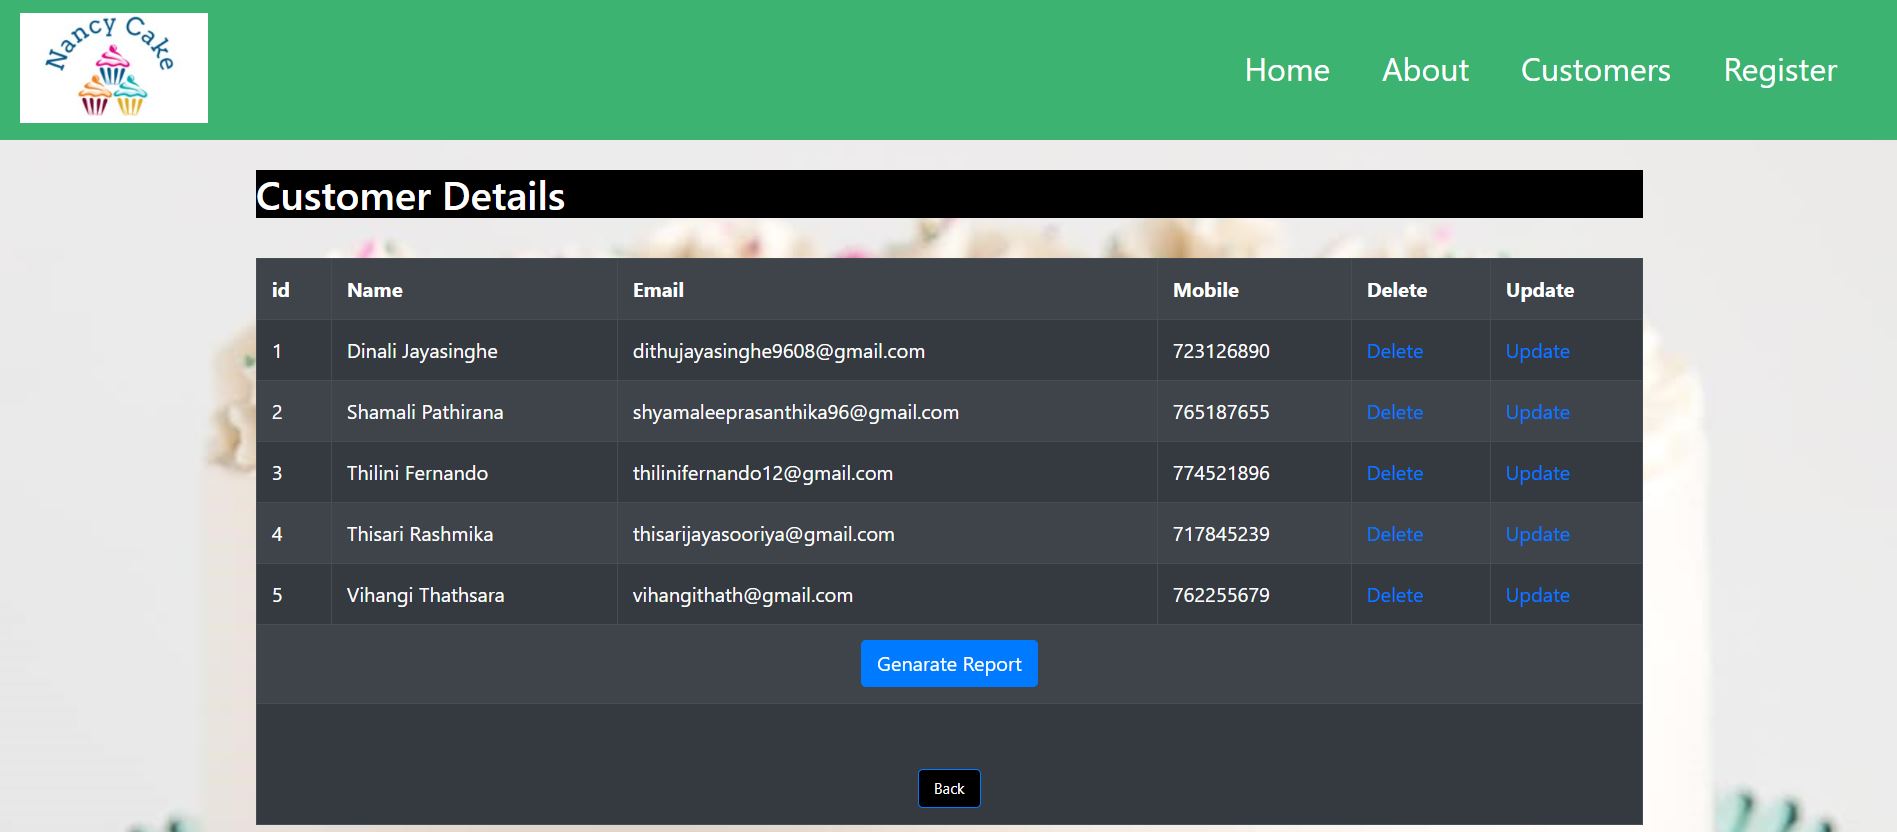 Nancy Cake
Home About Customers Register
Customer Details
id Name Email Mobile Delete Update
1 Dinali Jayasinghe dithujayasinghe9608@gmail.com 723126890 Delete Update
2 Shamali Pathirana shyamaleeprasanthika96@gmail.com 765187655 Delete Update
3 Thilini Fernando thilinifernando12@gmail.com 774521896 Delete Update
4 Thisari Rashmika thisarijayasooriya@gmail.com 717845239 Delete Update
5 Vihangi Thathsara vihangithath@gmail.com 762255679 Delete Update
Genarate Report
Back